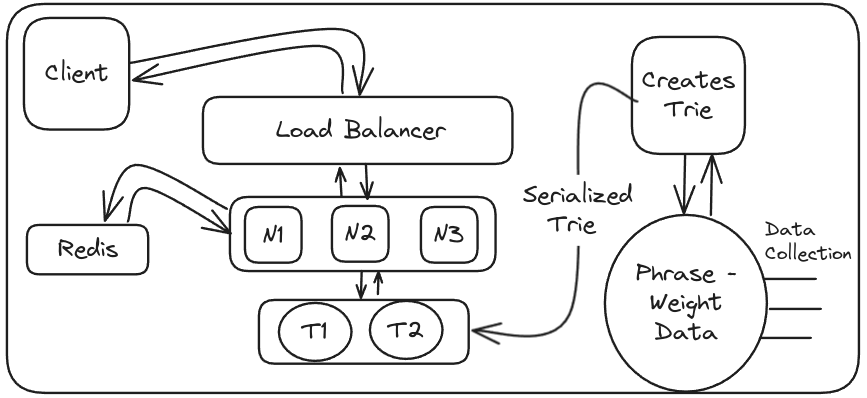 Client
Load Balancer
N1 N2 N3
Redis
T1 T2
Serialized
Trie
Creates
Trie
Phrase -
Weight
Data
Data
Collection